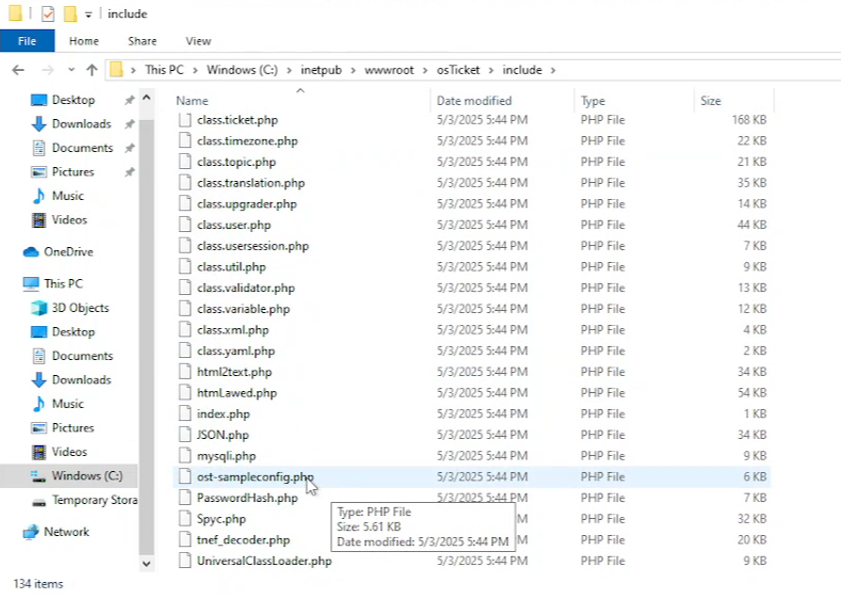 include
File Home Share View
This PC > Windows (C:) > inetpub > wwwroot > osTicket > include >
Desktop
Downloads
Documents
Pictures
Music
Videos
OneDrive
This PC
3D Objects
Desktop
Documents
Downloads
Music
Pictures
Videos
Windows (C:)
Temporary Stora
Network
Name Date modified Type Size
class.ticket.php 5/3/2025 5:44 PM PHP File 168 KB
class.timezone.php 5/3/2025 5:44 PM PHP File 22 KB
class.topic.php 5/3/2025 5:44 PM PHP File 21 KB
class.translation.php 5/3/2025 5:44 PM PHP File 35 KB
class.upgrader.php 5/3/2025 5:44 PM PHP File 14 KB
class.user.php 5/3/2025 5:44 PM PHP File 44 KB
class.usersession.php 5/3/2025 5:44 PM PHP File 7 KB
class.util.php 5/3/2025 5:44 PM PHP File 9 KB
class.validator.php 5/3/2025 5:44 PM PHP File 13 KB
class.variable.php 5/3/2025 5:44 PM PHP File 12 KB
class.xml.php 5/3/2025 5:44 PM PHP File 4 KB
class.yaml.php 5/3/2025 5:44 PM PHP File 2 KB
html2text.php 5/3/2025 5:44 PM PHP File 34 KB
htmLawed.php 5/3/2025 5:44 PM PHP File 54 KB
index.php 5/3/2025 5:44 PM PHP File 1 KB
JSON.php 5/3/2025 5:44 PM PHP File 34 KB
mysqli.php 5/3/2025 5:44 PM PHP File 9 KB
ost-sampleconfig.php 5/3/2025 5:44 PM PHP File 6 KB
PasswordHash.php 5/3/2025 5:44 PM PHP File 7 KB
Spyc.php PHP File 32 KB
tnef_decoder.php M PHP File 20 KB
UniversalClassLoader.php 5/3/2025 5:44 PM PHP File 9 KB
Type: PHP File
Size: 5.61 KB
Date modified: 5/3/2025 5:44 PM
134 items